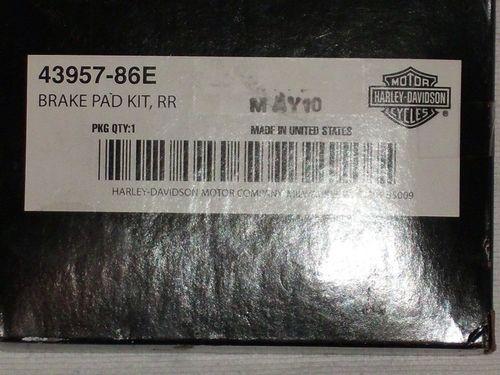 43957-86E
BRAKE PAD KIT, RR
MAY10
MOTOR
HARLEY-DAVIDSON
CYCLES
®
PKG QTY:1
MADE IN UNITED STATES
HARLEY-DAVIDSON MOTOR COMPANY